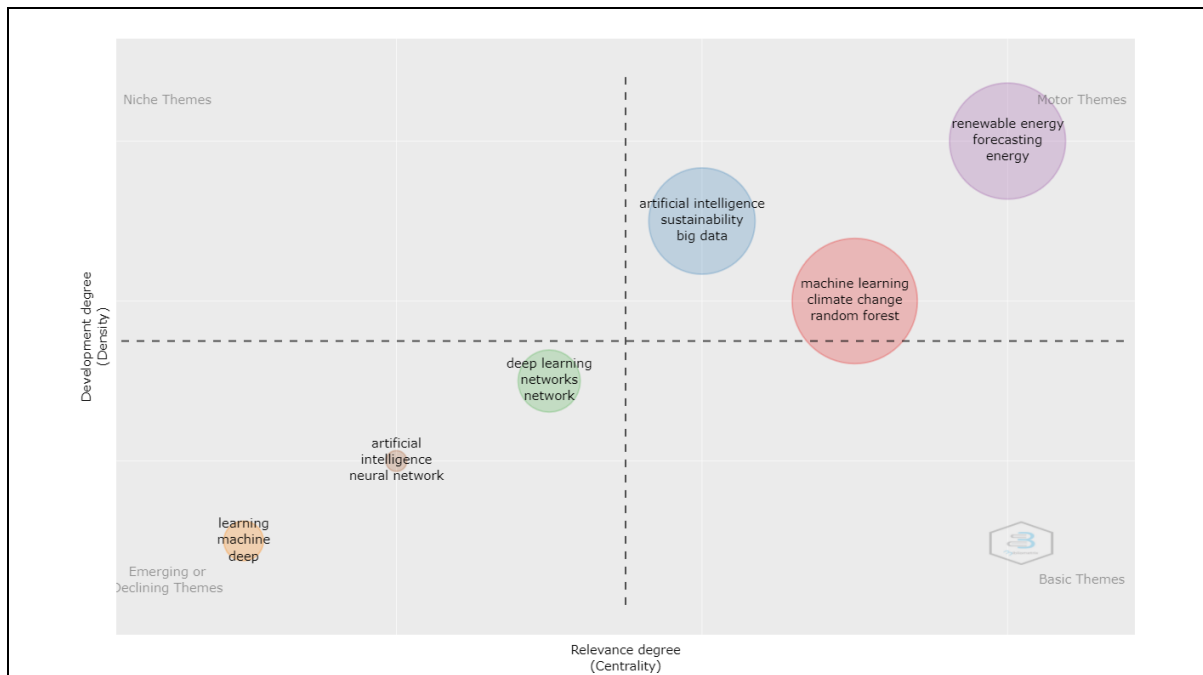 Niche Themes
Motor Themes
renewable energy
forecasting
energy
artificial intelligence
sustainability
big data
machine learning
climate change
random forest
deep learning
networks
network
artificial
intelligence
neural network
learning
machine
deep
Emerging or
Declining Themes
Basic Themes
Development degree
(Density)
Relevance degree
(Centrality)